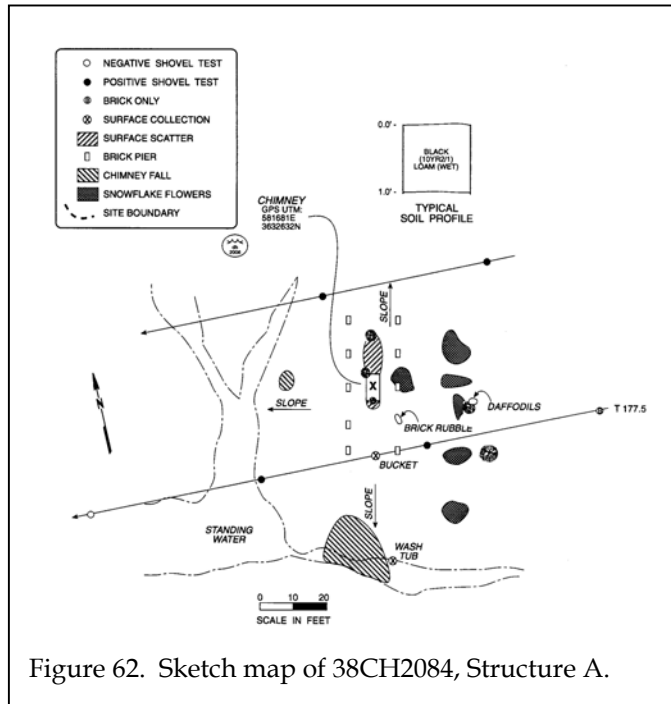 NEGATIVE SHOVEL TEST
POSITIVE SHOVEL TEST
BRICK ONLY
SURFACE COLLECTION
SURFACE SCATTER
BRICK PIER
CHIMNEY FALL
SNOWFLAKE FLOWERS
SITE BOUNDARY
0.0'-
BLACK
(10YR2/1)
LOAM (WET)
1.0'-
TYPICAL
SOIL PROFILE
CHIMNEY
GPS UTM:
581681E
3632632N
SLOPE
X
SLOPE
DAFFODILS
BRICK RUBBLE
T 177.5
BUCKET
N
SLOPE
STANDING
WATER
WASH
TUB
0 10 20
SCALE IN FEET
Figure 62. Sketch map of 38CH2084, Structure A.